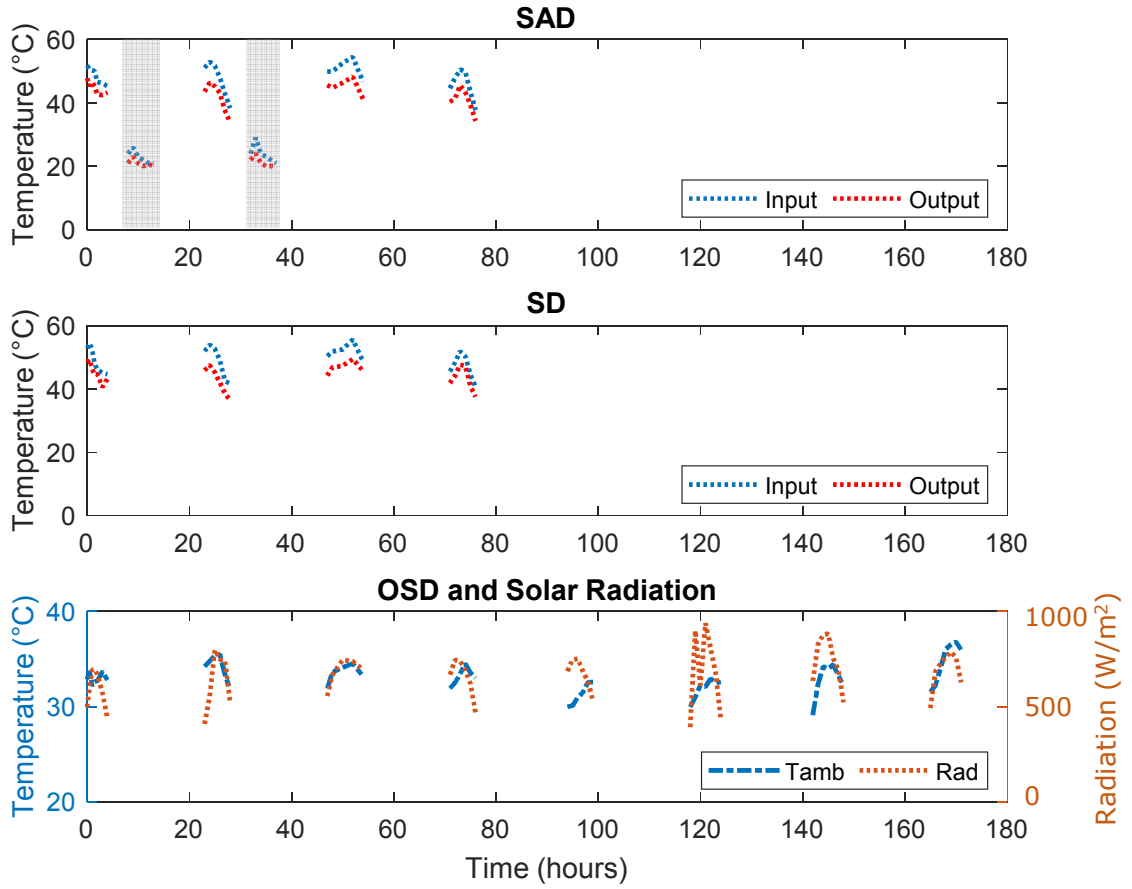 SAD
Temperature (°C)
60
40
20
0
Input
Output
0 20 40 60 80 100 120 140 160 180
SD
Temperature (°C)
60
40
20
0
Input
Output
0 20 40 60 80 100 120 140 160 180
OSD and Solar Radiation
Temperature (°C)
40
30
20
Tamb
Rad
1000
500
0
Radiation (W/m²)
0 20 40 60 80 100 120 140 160 180
Time (hours)